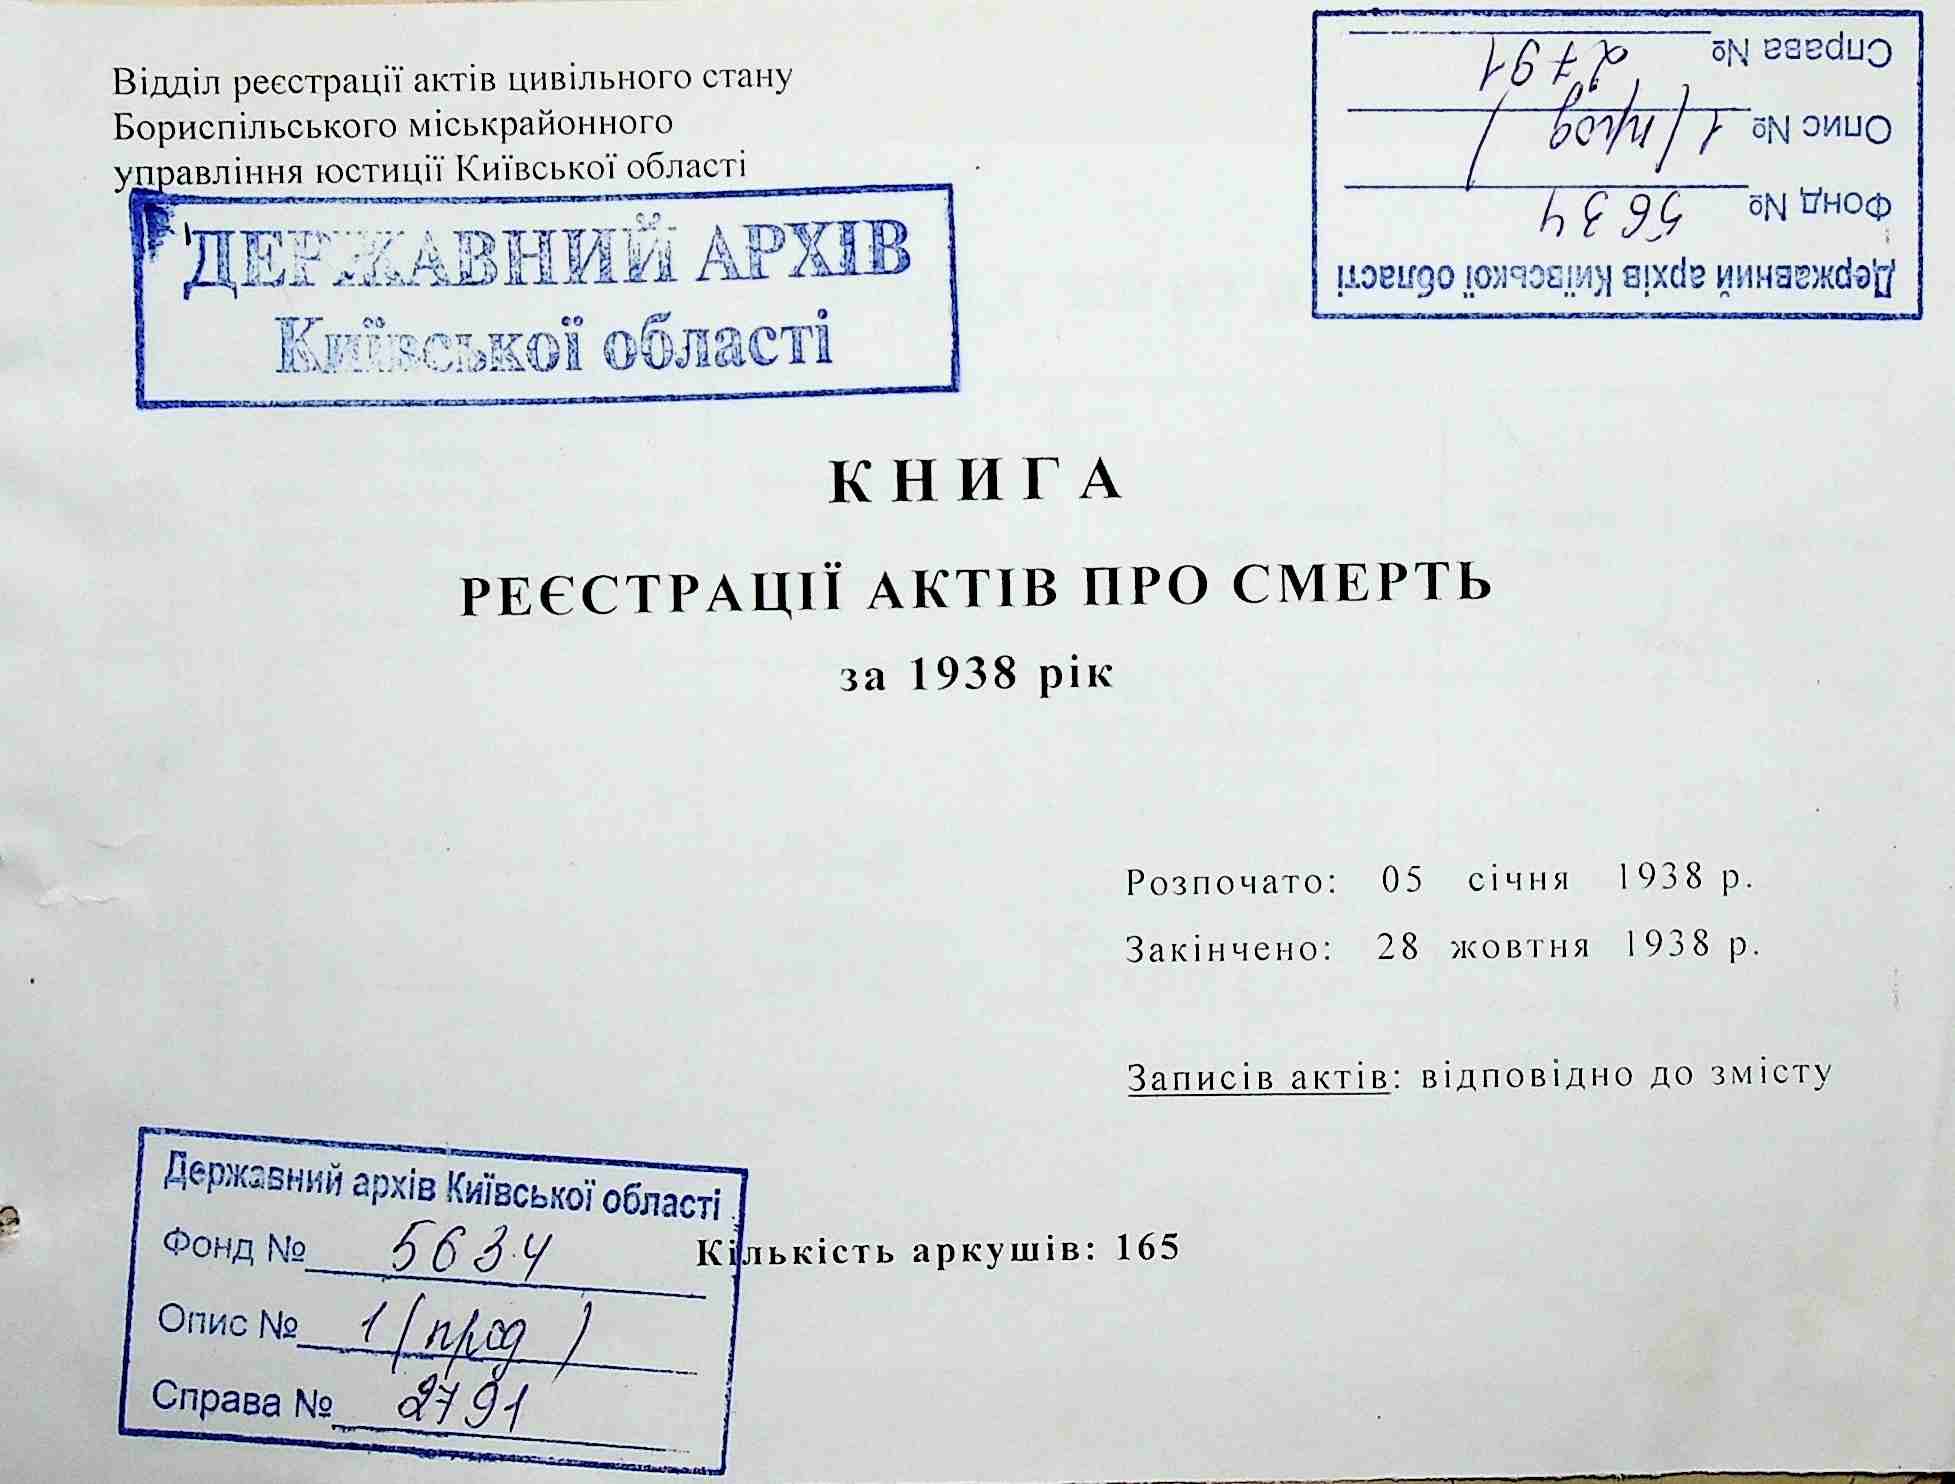 Відділ реєстрації актів цивільного стану
Бориспільського міськрайонного
управління юстиції Київської області
ДЕРЖАВНИЙ АРХІВ
Київської області
Державний архів Київської області
Фонд № 5634
Опис № 1 (прод)
Справа № 2791
КНИГА
РЕЄСТРАЦІЇ АКТІВ ПРО СМЕРТЬ
за 1938 рік
Розпочато: 05 січня 1938 р.
Закінчено: 28 жовтня 1938 р.
Записів актів: відповідно до змісту
Кількість аркушів: 165
Державний архів Київської області
Фонд № 5634
Опис № 1 (прод)
Справа № 2791